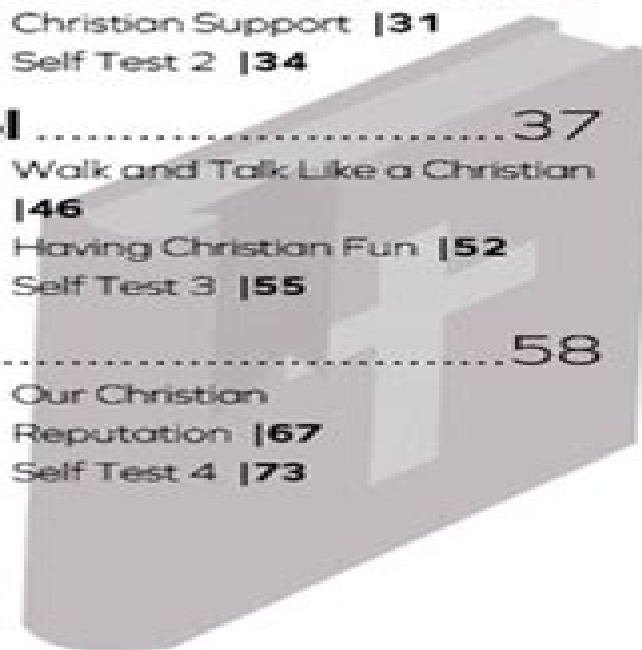 Christian Support |31
Self Test 2 |34
l ........................................37
Walk and Talk Like a Christian
|46
Having Christian Fun |52
Self Test 3 |55
........................................58
Our Christian
Reputation |67
Self Test 4 |73